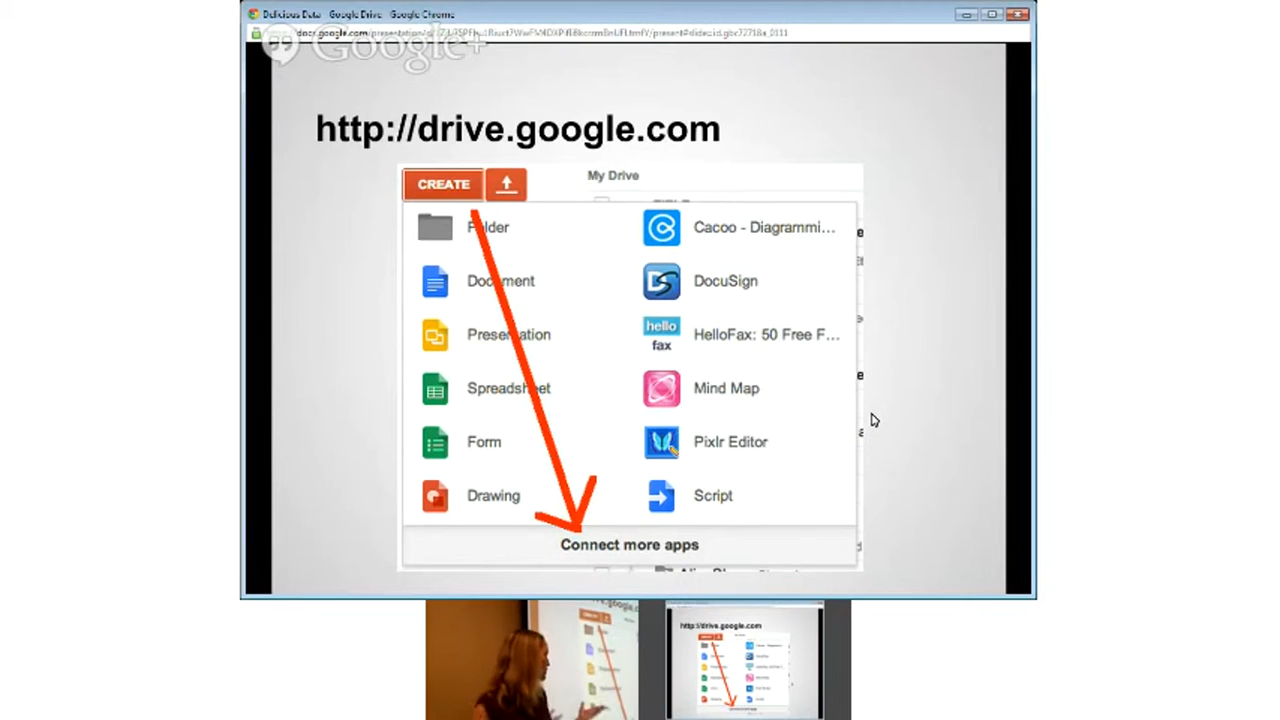 Delicious Data - Google Drive - Google Chrome
Google+
http://drive.google.com
CREATE
My Drive
Folder
Cacoo - Diagrammi...
Document
DocuSign
Presentation
hello
fax
HelloFax: 50 Free F...
Spreadsheet
Mind Map
Form
Pixlr Editor
Drawing
Script
Connect more apps
http://drive.google.com